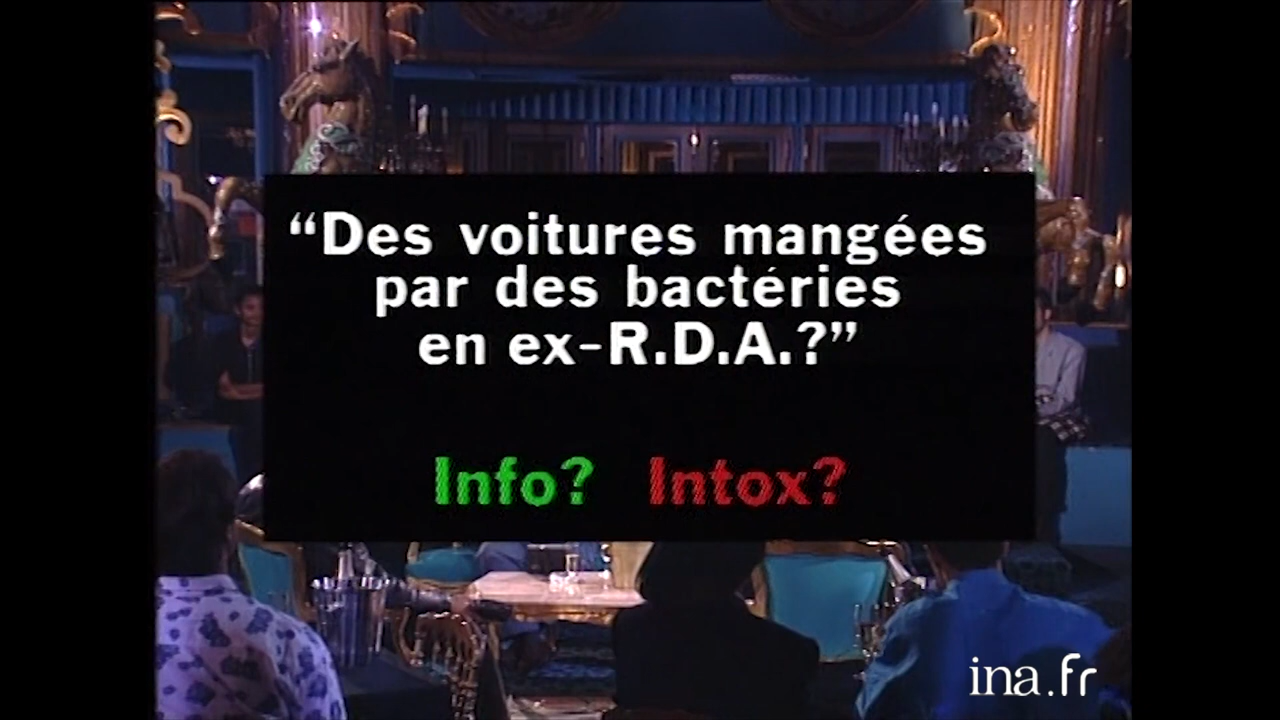 “Des voitures mangées
par des bactéries
en ex-R.D.A.?”
Info? Intox?
ina.fr